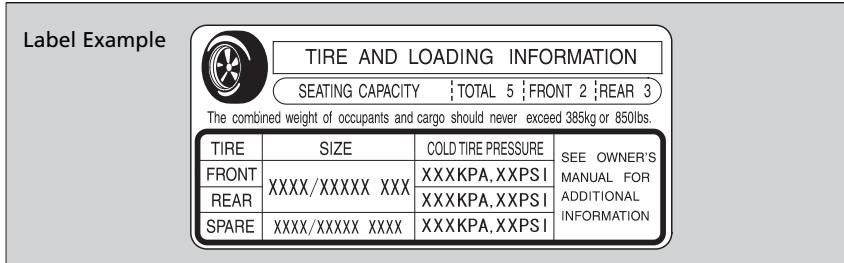 Label Example
TIRE AND LOADING INFORMATION
SEATING CAPACITY TOTAL 5 FRONT 2 REAR 3
The combined weight of occupants and cargo should never exceed 385kg or 850lbs.
TIRE SIZE COLD TIRE PRESSURE SEE OWNER'S MANUAL FOR ADDITIONAL INFORMATION
FRONT XXXX/XXXXX XXX XXXKPA,XXPSI
REAR XXXKPA,XXPSI
SPARE XXXX/XXXXX XXXX XXXKPA,XXPSI